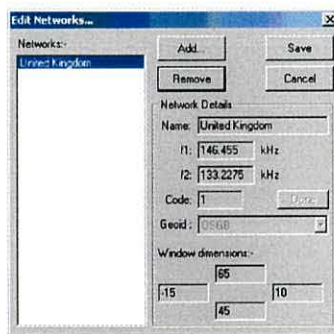 Edit Networks...
Networks:-
United Kingdom
Add...
Save
Remove
Cancel
Network Details
Name: United Kingdom
f1: 146.455 kHz
f2: 133.2275 kHz
Code: 1
Geoid: OSGB
Window dimensions:-
65
-15
10
45